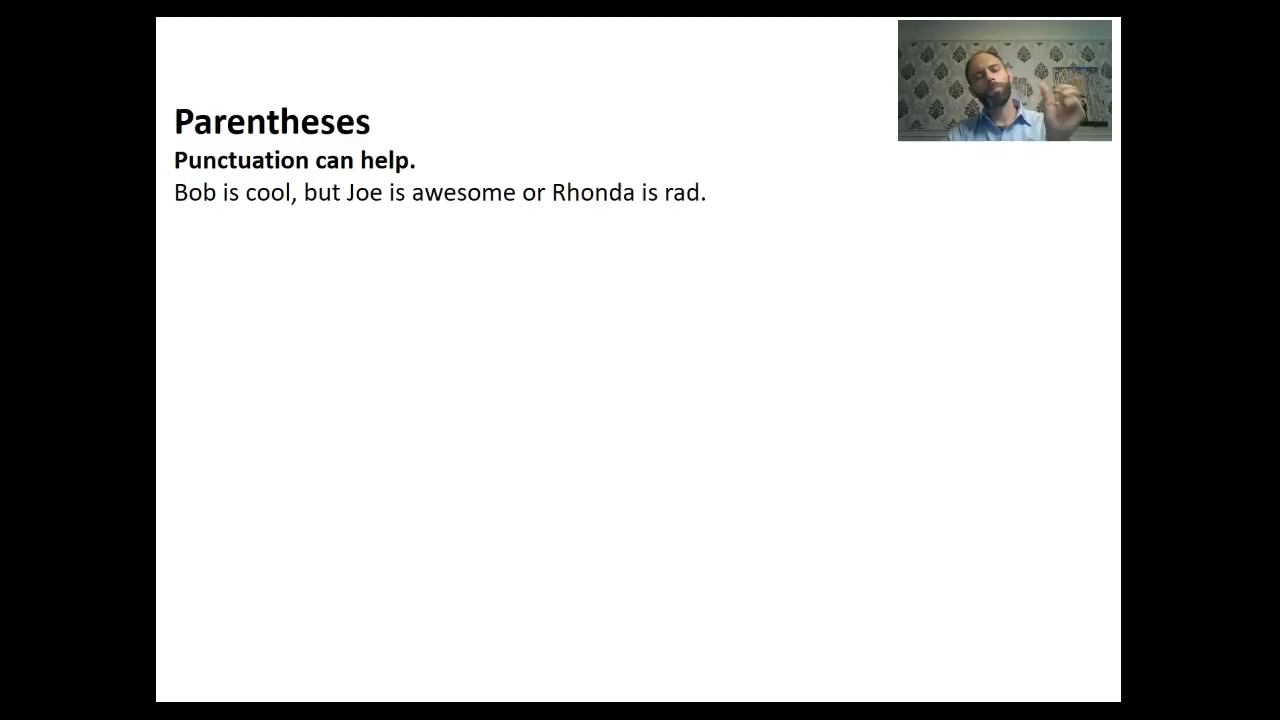 Parentheses
Punctuation can help.
Bob is cool, but Joe is awesome or Rhonda is rad.